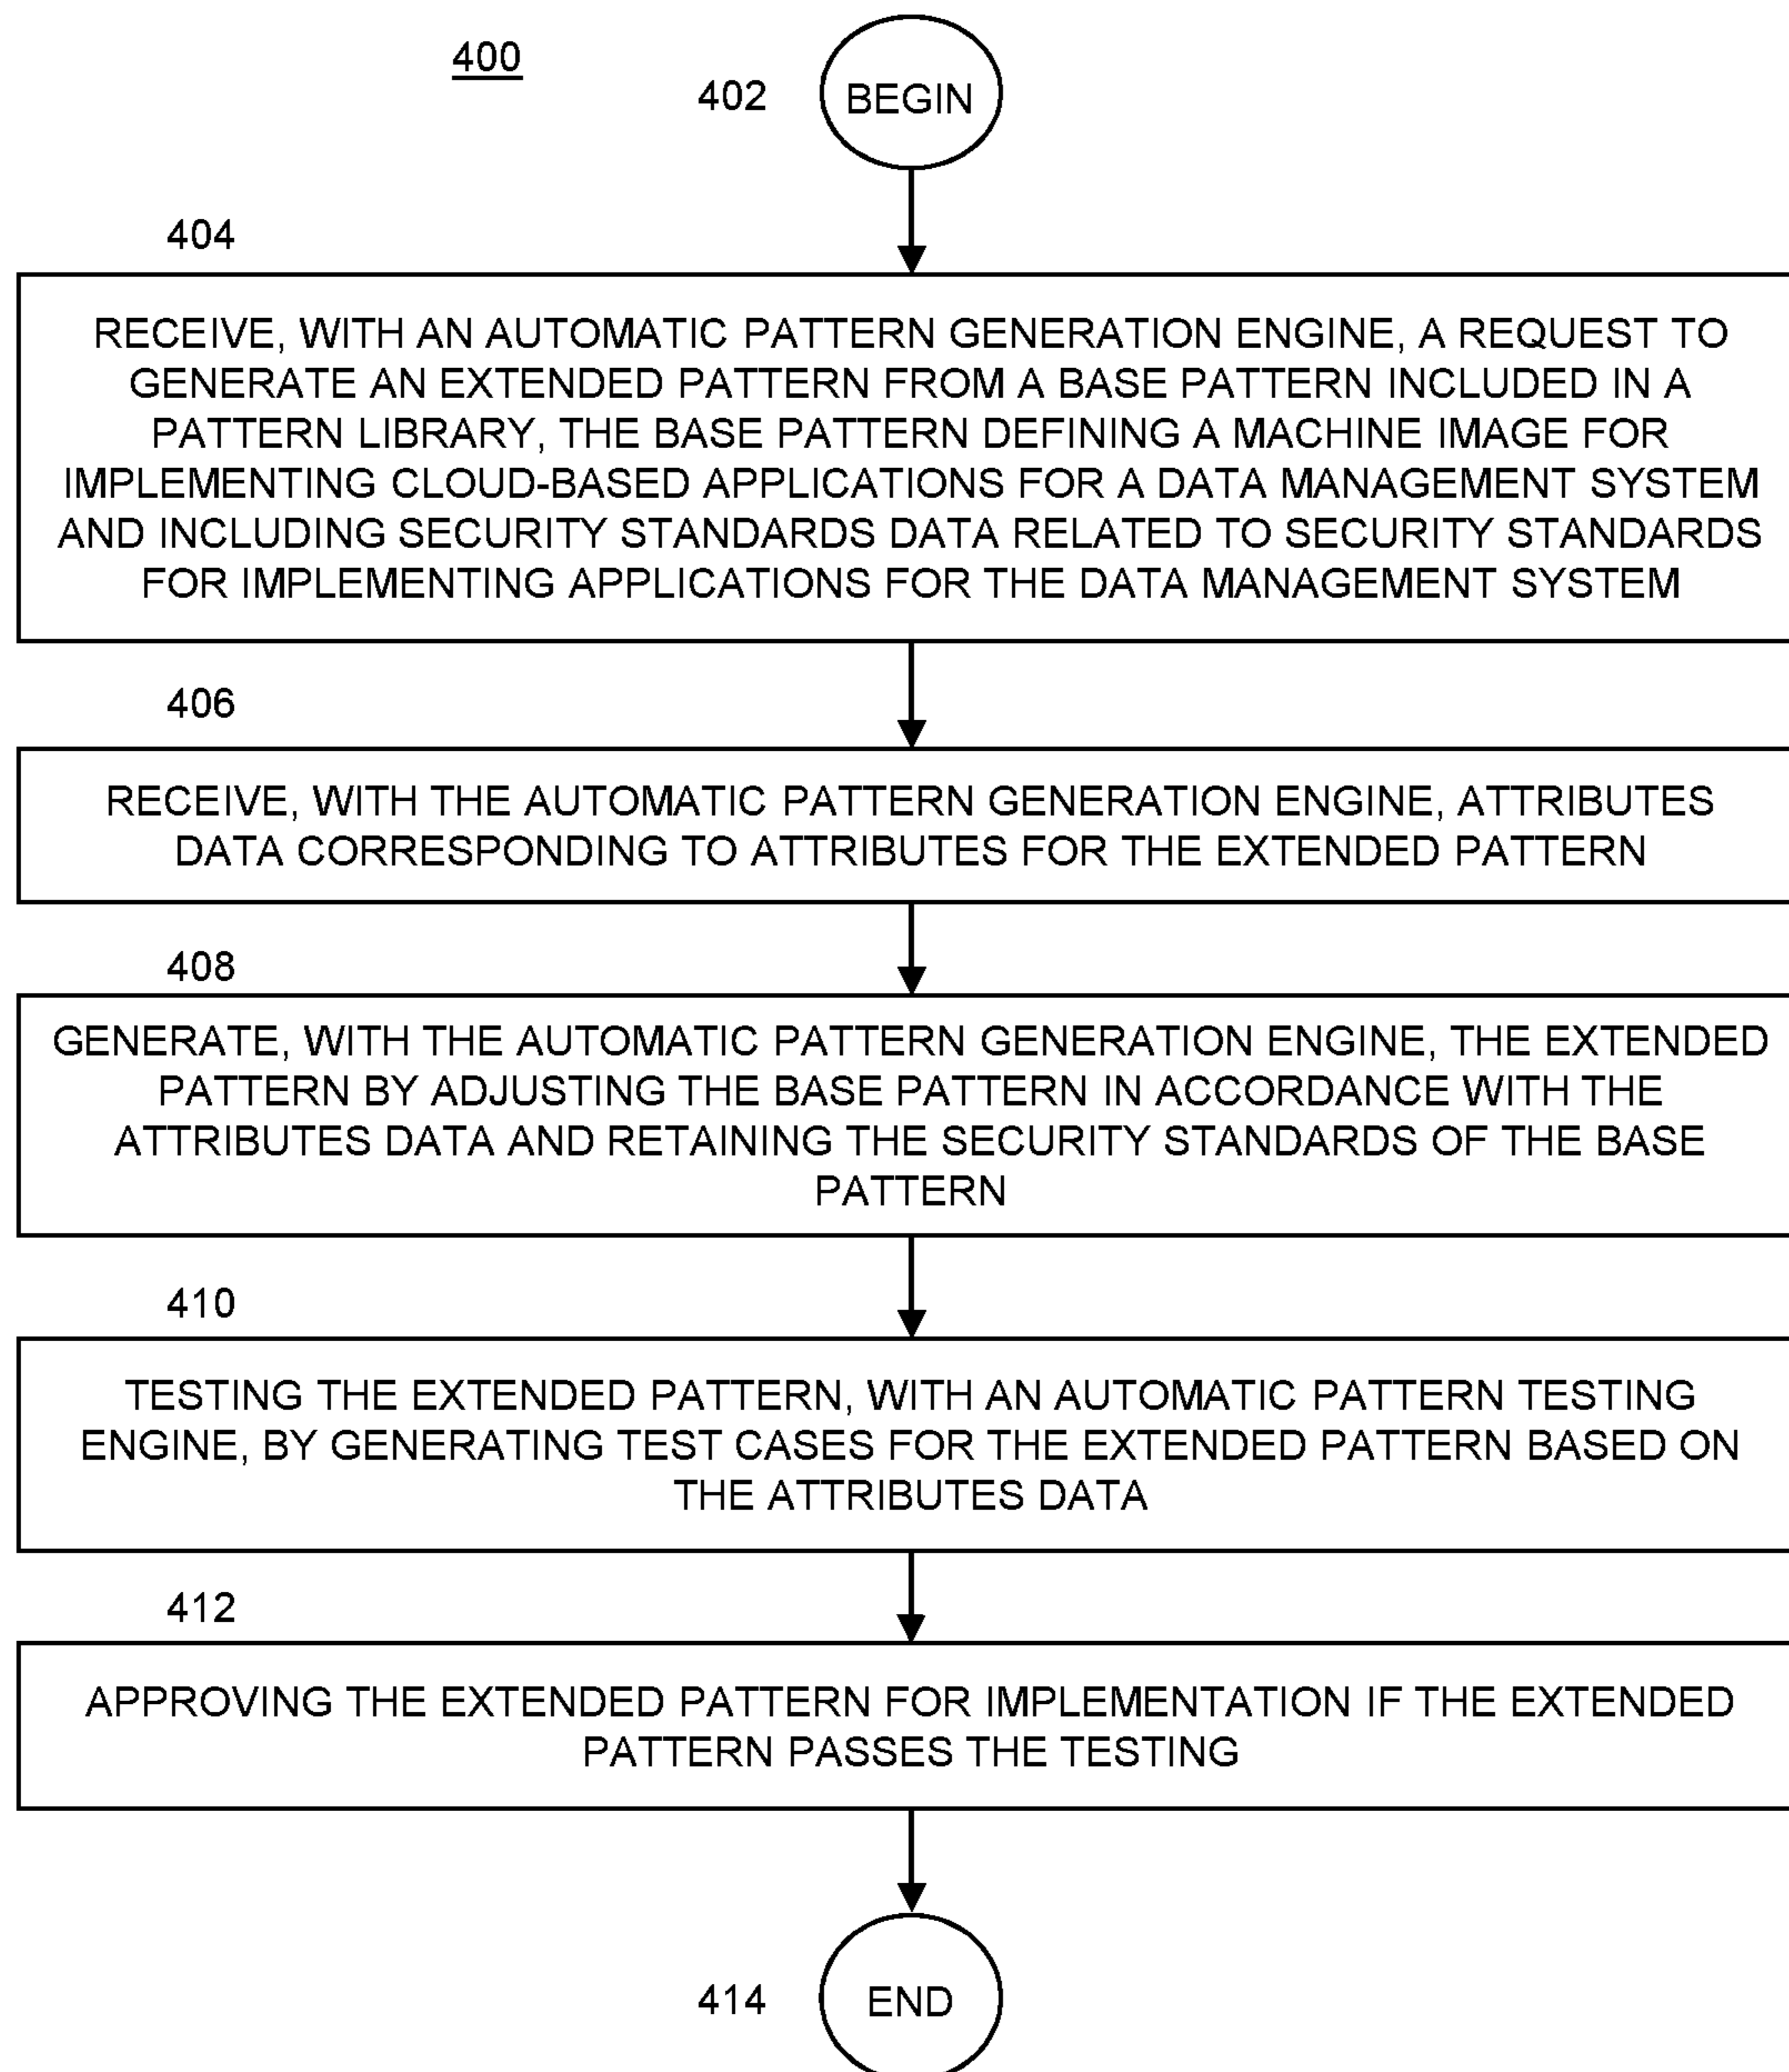 400
402
BEGIN
404
RECEIVE, WITH AN AUTOMATIC PATTERN GENERATION ENGINE, A REQUEST TO
GENERATE AN EXTENDED PATTERN FROM A BASE PATTERN INCLUDED IN A
PATTERN LIBRARY, THE BASE PATTERN DEFINING A MACHINE IMAGE FOR
IMPLEMENTING CLOUD-BASED APPLICATIONS FOR A DATA MANAGEMENT SYSTEM
AND INCLUDING SECURITY STANDARDS DATA RELATED TO SECURITY STANDARDS
FOR IMPLEMENTING APPLICATIONS FOR THE DATA MANAGEMENT SYSTEM
406
RECEIVE, WITH THE AUTOMATIC PATTERN GENERATION ENGINE, ATTRIBUTES
DATA CORRESPONDING TO ATTRIBUTES FOR THE EXTENDED PATTERN
408
GENERATE, WITH THE AUTOMATIC PATTERN GENERATION ENGINE, THE EXTENDED
PATTERN BY ADJUSTING THE BASE PATTERN IN ACCORDANCE WITH THE
ATTRIBUTES DATA AND RETAINING THE SECURITY STANDARDS OF THE BASE
PATTERN
410
TESTING THE EXTENDED PATTERN, WITH AN AUTOMATIC PATTERN TESTING
ENGINE, BY GENERATING TEST CASES FOR THE EXTENDED PATTERN BASED ON
THE ATTRIBUTES DATA
412
APPROVING THE EXTENDED PATTERN FOR IMPLEMENTATION IF THE EXTENDED
PATTERN PASSES THE TESTING
414
END